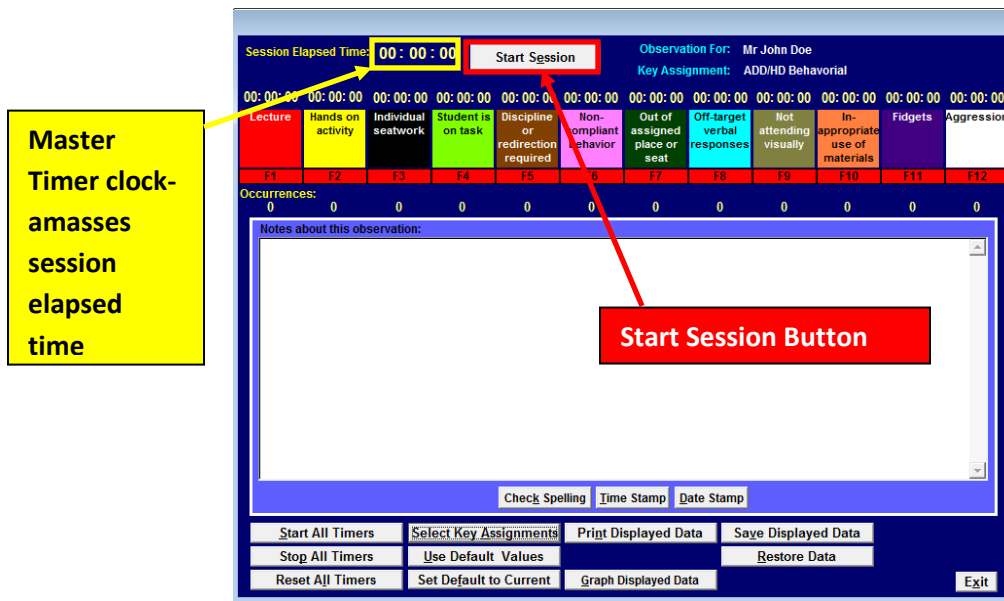 Session Elapsed Time: 00: 00: 00
Start Session
Observation For: Mr John Doe
Key Assignment: ADD/HD Behavorial
00: 00: 00 00: 00: 00 00: 00: 00 00: 00: 00 00: 00: 00 00: 00: 00 00: 00: 00 00: 00: 00 00: 00: 00 00: 00: 00 00: 00: 00 00: 00: 00
Lecture
Hands on
activity
Individual
seatwork
Student is
on task
Discipline
or
redirection
required
Non-
compliant
behavior
Out of
assigned
place or
seat
Off-target
verbal
responses
Not
attending
visually
In-
appropriate
use of
materials
Fidgets
Aggression
F1 F2 F3 F4 F5 F6 F7 F8 F9 F10 F11 F12
Occurrences:
0 0 0 0 0 0 0 0 0 0 0 0
Notes about this observation:
Master
Timer clock-
amasses
session
elapsed
time
Start Session Button
Check Spelling Time Stamp Date Stamp
Start All Timers Select Key Assignments Print Displayed Data Save Displayed Data
Stop All Timers Use Default Values Restore Data
Reset All Timers Set Default to Current Graph Displayed Data Exit